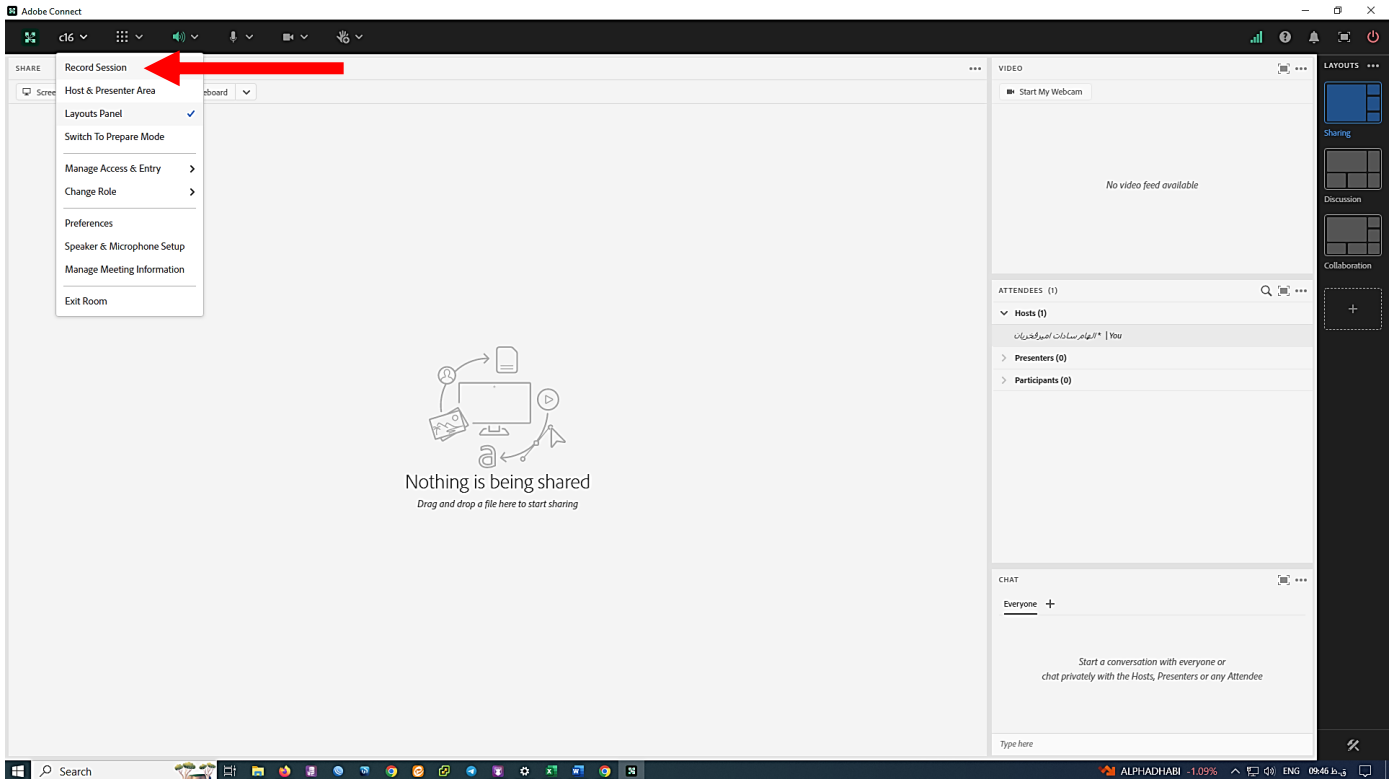 Adobe Connect
c16
SHARE
Record Session
Host & Presenter Area
Layouts Panel
Switch To Prepare Mode
Manage Access & Entry
Change Role
Preferences
Speaker & Microphone Setup
Manage Meeting Information
Exit Room
Nothing is being shared
Drag and drop a file here to start sharing
VIDEO
Start My Webcam
No video feed available
ATTENDEES (1)
Hosts (1)
الهام سادات امیرفخریان* | You
Presenters (0)
Participants (0)
CHAT
Everyone
Start a conversation with everyone or
chat privately with the Hosts, Presenters or any Attendee
Type here
LAYOUTS
Sharing
Discussion
Collaboration
Search
ALPHADHABI -1.09%
ENG
09:46 ق.ظ